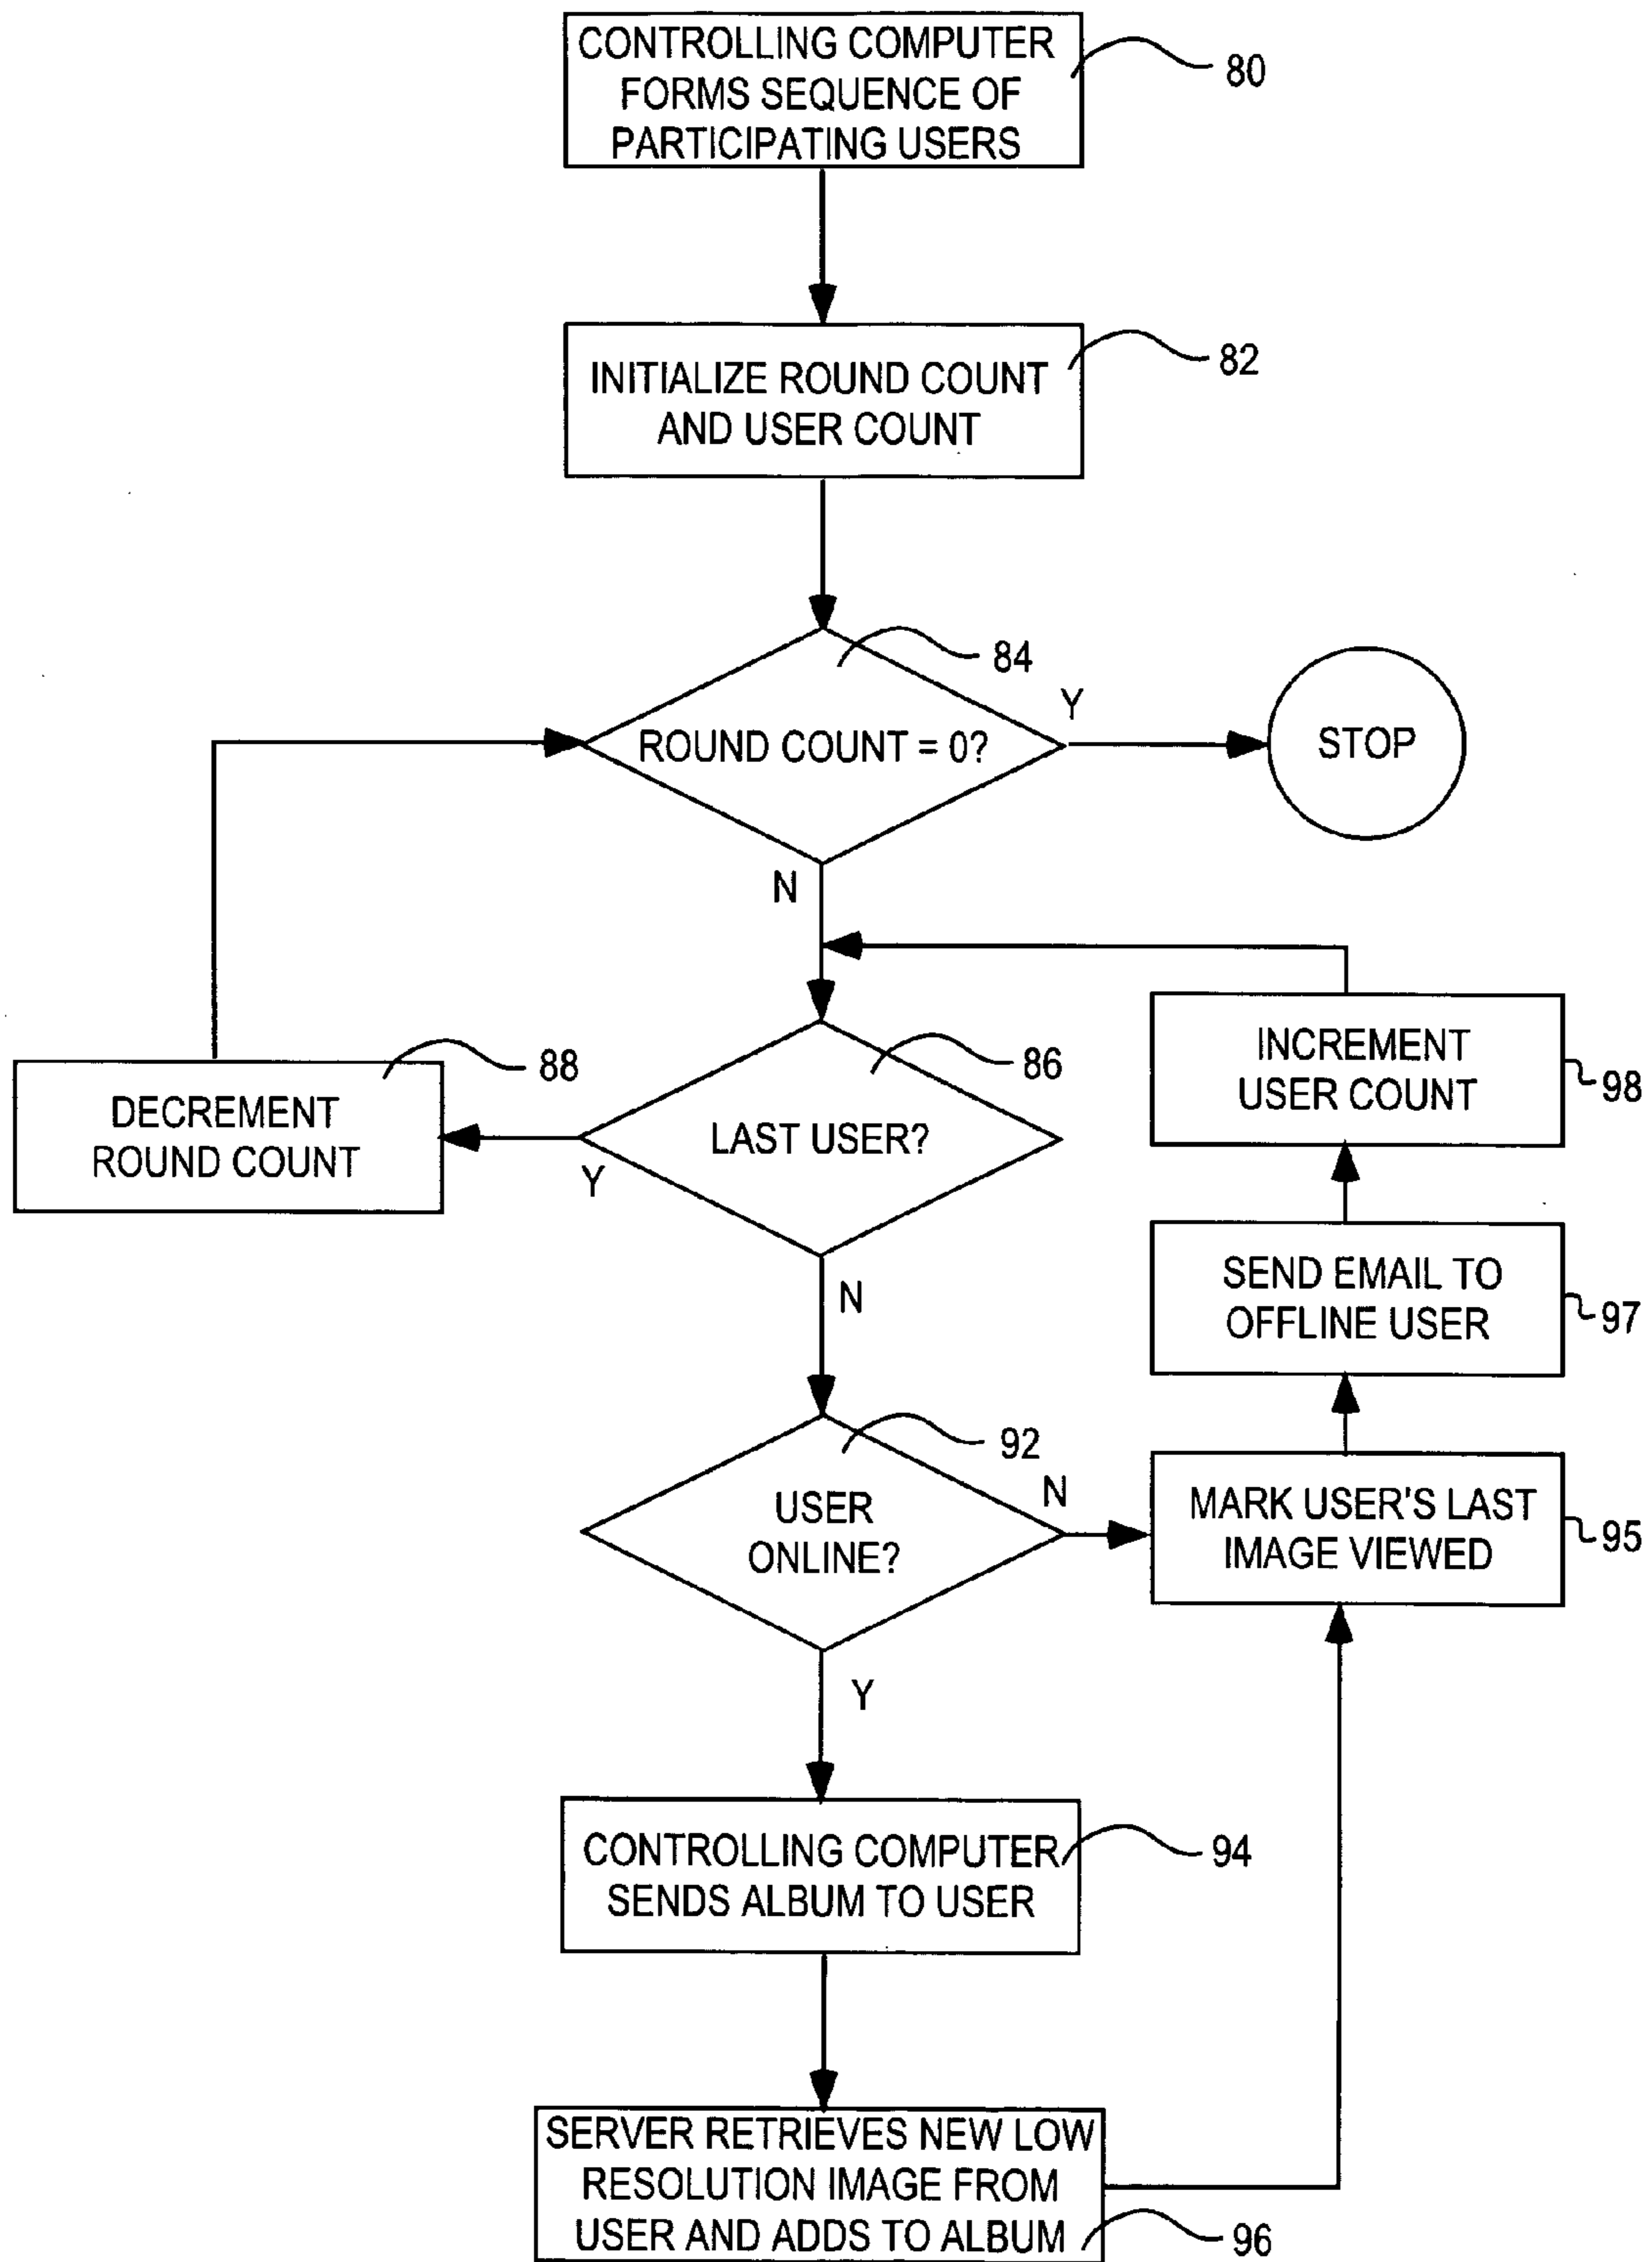 CONTROLLING COMPUTER
FORMS SEQUENCE OF
PARTICIPATING USERS
80
INITIALIZE ROUND COUNT
AND USER COUNT
82
84
ROUND COUNT = 0?
Y
STOP
N
88
DECREMENT
ROUND COUNT
86
LAST USER?
Y
N
INCREMENT
USER COUNT
98
SEND EMAIL TO
OFFLINE USER
97
92
USER
ONLINE?
N
MARK USER'S LAST
IMAGE VIEWED
95
Y
CONTROLLING COMPUTER
SENDS ALBUM TO USER
94
SERVER RETRIEVES NEW LOW
RESOLUTION IMAGE FROM
USER AND ADDS TO ALBUM
96